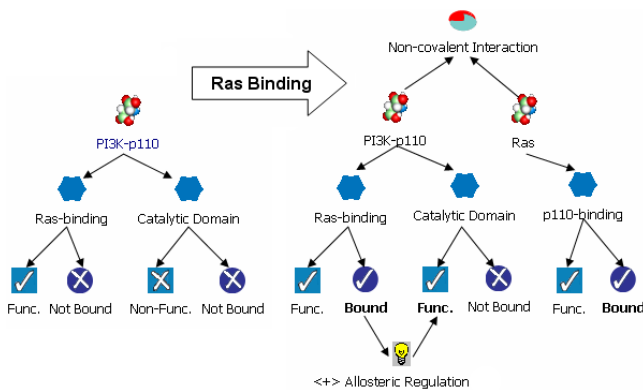 Non-covalent Interaction
Ras Binding
PI3K-p110
PI3K-p110
Ras
Ras-binding
Catalytic Domain
Ras-binding
Catalytic Domain
p110-binding
Func.
Not Bound
Non-Func.
Not Bound
Func.
Bound
Func.
Not Bound
Func.
Bound
<+> Allosteric Regulation